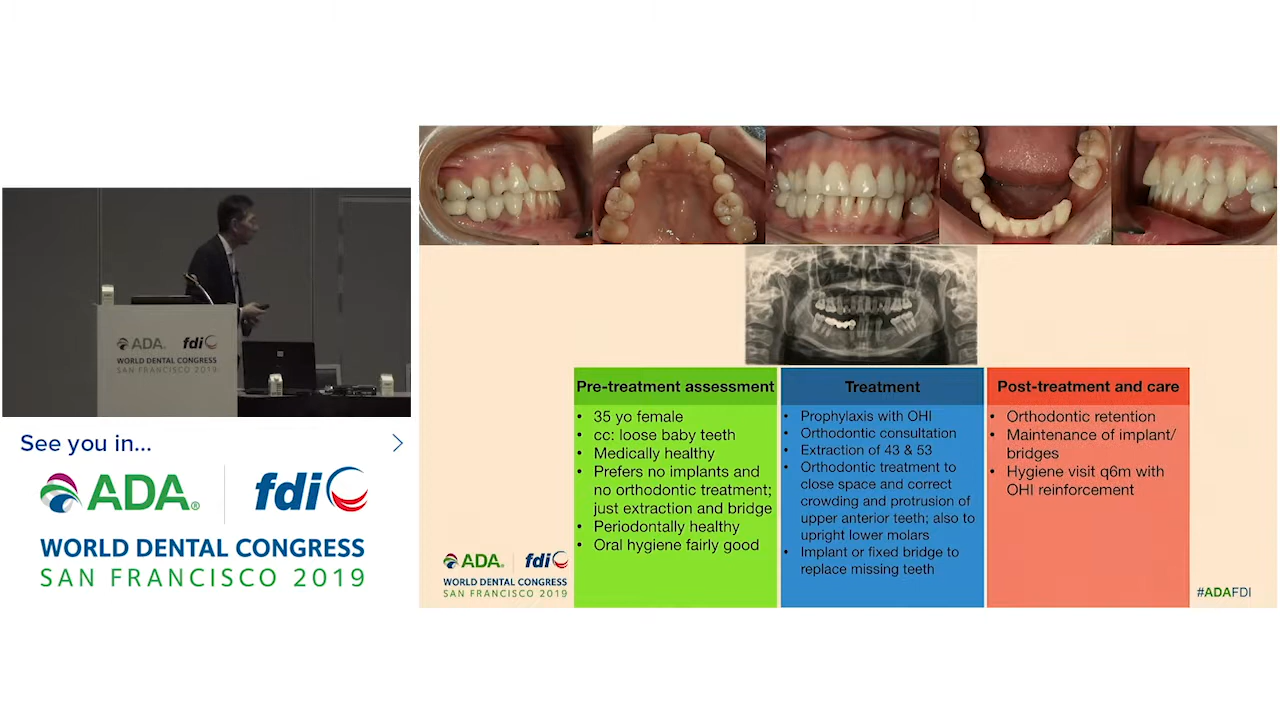 ADA. fdi
WORLD DENTAL CONGRESS
SAN FRANCISCO 2019
See you in...
ADA® fdi
WORLD DENTAL CONGRESS
SAN FRANCISCO 2019
Pre-treatment assessment
• 35 yo female
• cc: loose baby teeth
• Medically healthy
• Prefers no implants and
no orthodontic treatment;
just extraction and bridge
• Periodontally healthy
• Oral hygiene fairly good
Treatment
• Prophylaxis with OHI
• Orthodontic consultation
• Extraction of 43 & 53
• Orthodontic treatment to
close space and correct
crowding and protrusion of
upper anterior teeth; also to
upright lower molars
• Implant or fixed bridge to
replace missing teeth
Post-treatment and care
• Orthodontic retention
• Maintenance of implant/
bridges
• Hygiene visit q6m with
OHI reinforcement
ADA. fdi
WORLD DENTAL CONGRESS
SAN FRANCISCO 2019
#ADAFDI